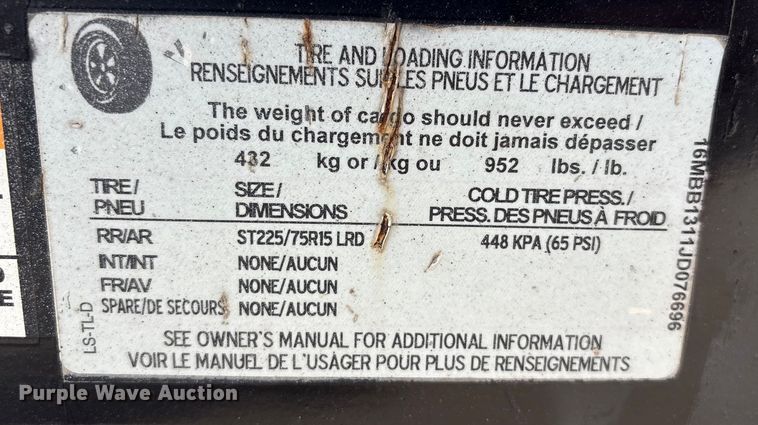 TIRE AND LOADING INFORMATION
RENSEIGNEMENTS SUR LES PNEUS ET LE CHARGEMENT
The weight of cargo should never exceed /
Le poids du chargement ne doit jamais dépasser
432 kg or / kg ou 952 lbs. / lb.
TIRE/ SIZE/ COLD TIRE PRESS./
PNEU DIMENSIONS PRESS. DES PNEUS À FROID
RR/AR ST225/75R15 LRD 448 KPA (65 PSI)
INT/INT NONE/AUCUN
FR/AV NONE/AUCUN
SPARE/DE SECOURS NONE/AUCUN
SEE OWNER'S MANUAL FOR ADDITIONAL INFORMATION
VOIR LE MANUEL DE L'USAGER POUR PLUS DE RENSEIGNEMENTS
LS-TL-D
16MBB1311JD076696
D
E
Purple Wave Auction